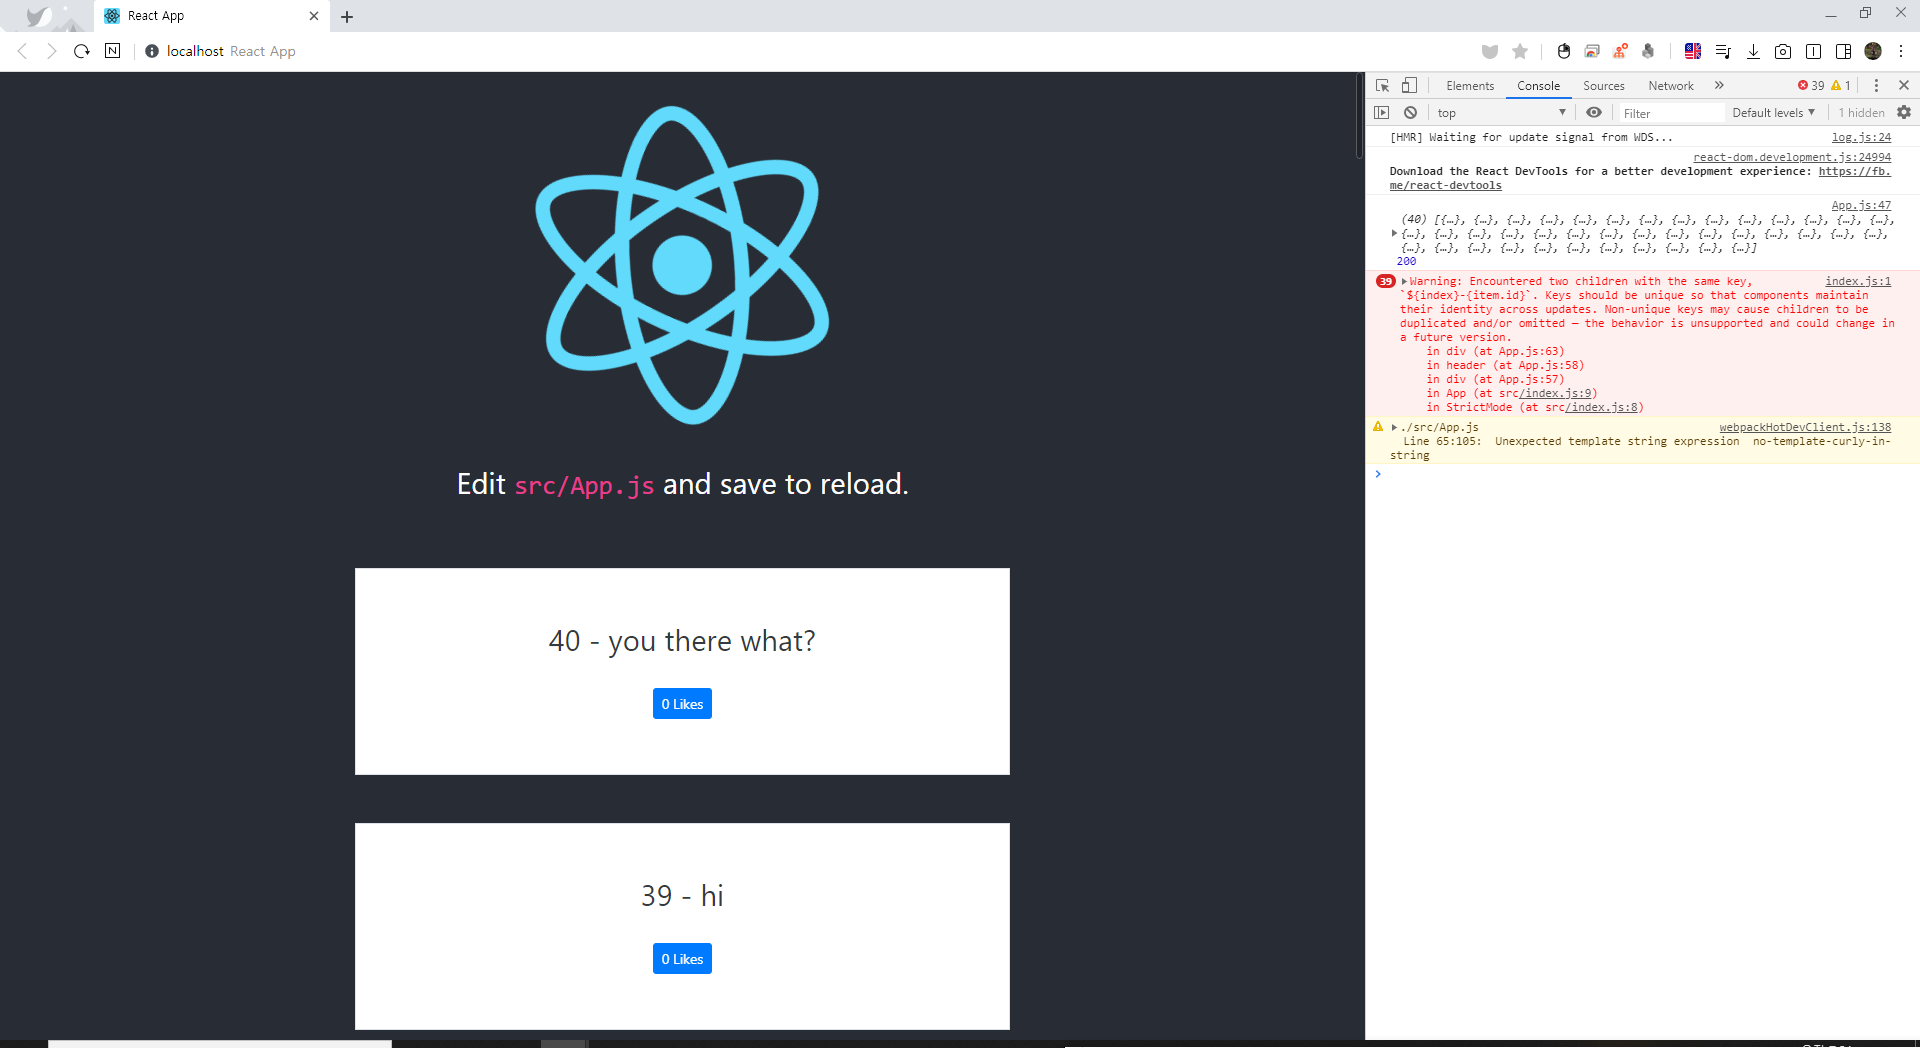 React App
N
localhost React App
Elements Console Sources Network » 39 1
top Filter Default levels 1 hidden
[HMR] Waiting for update signal from WDS... log.js:24
react-dom.development.js:24994
Download the React DevTools for a better development experience: https://fb.
me/react-devtools
App.js:47
(40) [{…}, {…}, {…}, {…}, {…}, {…}, {…}, {…}, {…}, {…}, {…}, {…}, {…}, {…},
{…}, {…}, {…}, {…}, {…}, {…}, {…}, {…}, {…}, {…}, {…}, {…}, {…}, {…}, {…},
{…}, {…}, {…}, {…}, {…}, {…}, {…}, {…}, {…}, {…}, {…}]
200
39 Warning: Encountered two children with the same key, index.js:1
`${index}-{item.id}`. Keys should be unique so that components maintain
their identity across updates. Non-unique keys may cause children to be
duplicated and/or omitted — the behavior is unsupported and could change in
a future version.
in div (at App.js:63)
in header (at App.js:58)
in div (at App.js:57)
in App (at src/index.js:9)
in StrictMode (at src/index.js:8)
./src/App.js webpackHotDevClient.js:138
Line 65:105: Unexpected template string expression no-template-curly-in-
string
Edit src/App.js and save to reload.
40 - you there what?
0 Likes
39 - hi
0 Likes